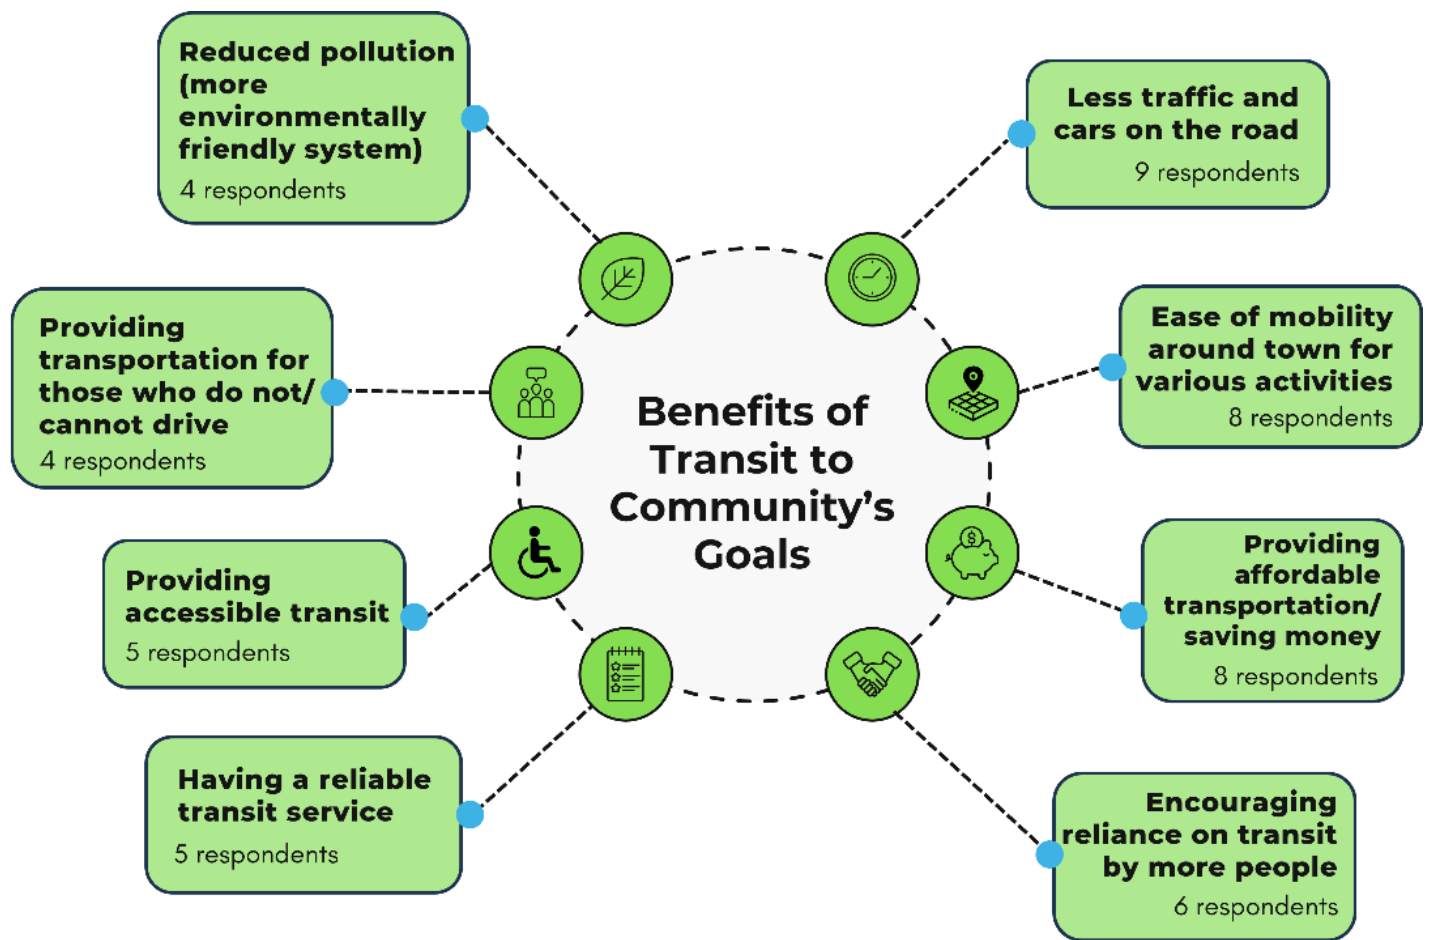 Benefits of
Transit to
Community’s
Goals
Less traffic and
cars on the road
9 respondents
Ease of mobility
around town for
various activities
8 respondents
Providing
affordable
transportation/
saving money
8 respondents
Encouraging
reliance on transit
by more people
6 respondents
Having a reliable
transit service
5 respondents
Providing
accessible transit
5 respondents
Providing
transportation for
those who do not/
cannot drive
4 respondents
Reduced pollution
(more
environmentally
friendly system)
4 respondents
$